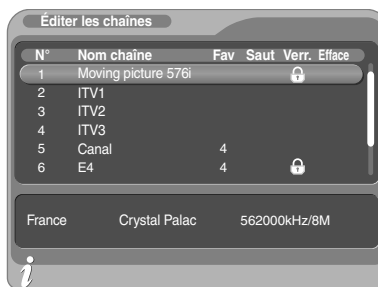 Éditer les chaînes
N° Nom chaîne Fav Saut Verr. Efface
1 Moving picture 576i
2 ITV1
3 ITV2
4 ITV3
5 Canal 4
6 E4 4
France Crystal Palac 562000kHz/8M
i